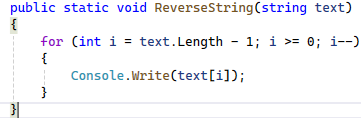 public static void ReverseString(string text)
{
    for (int i = text.Length - 1; i >= 0; i--)
    {
        Console.Write(text[i]);
    }
}